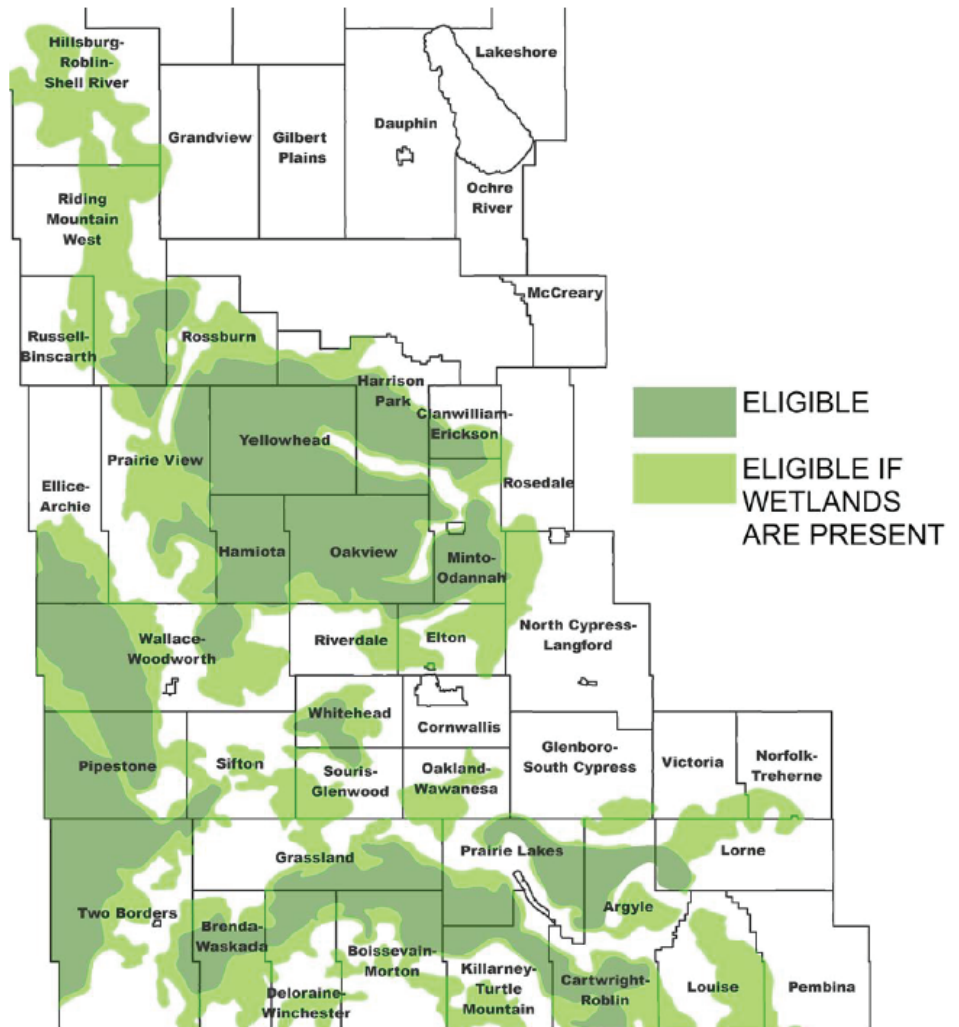 Hillsburg-
Roblin-
Shell River
Lakeshore
Grandview
Gilbert
Plains
Dauphin
Ochre
River
Riding
Mountain
West
McCreary
Russell-
Binscarth
Rossburn
Harrison
Park
Clanwilliam-
Erickson
ELIGIBLE
ELIGIBLE IF
WETLANDS
ARE PRESENT
Yellowhead
Prairie View
Ellice-
Archie
Rosedale
Hamiota
Oakview
Minto-
Odannah
Wallace-
Woodworth
Riverdale
Elton
North Cypress-
Langford
Whitehead
Cornwallis
Pipestone
Sifton
Souris-
Glenwood
Oakland-
Wawanesa
Glenboro-
South Cypress
Victoria
Norfolk-
Treherne
Grassland
Prairie Lakes
Lorne
Two Borders
Brenda-
Waskada
Argyle
Boissevain-
Morton
Deloraine-
Winchester
Killarney-
Turtle
Mountain
Cartwright-
Roblin
Louise
Pembina